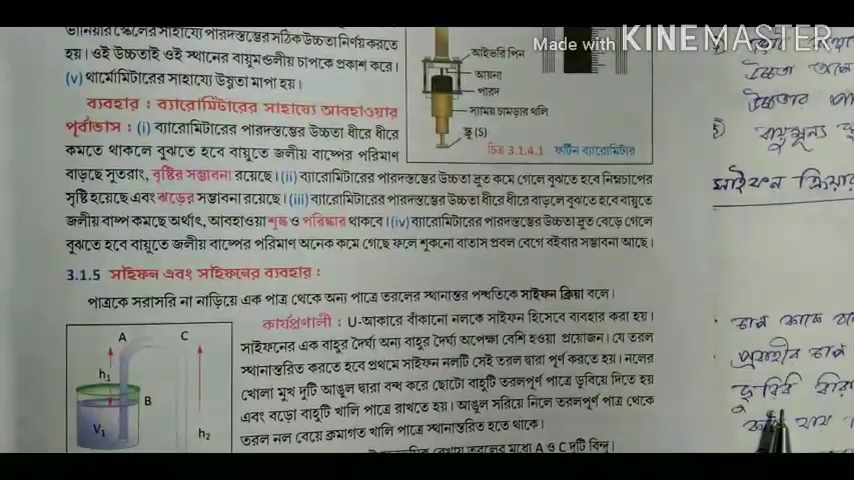 ভার্নিয়ার স্কেলের সাহায্যে পারদস্তম্ভের সঠিক উচ্চতা নির্ণয় করতে
হয়। ওই উচ্চতাই ওই স্থানের বায়ুমণ্ডলীয় চাপকে প্রকাশ করে।
(v) থার্মোমিটারের সাহায্যে উষ্ণতা মাপা হয়।
ব্যবহার : ব্যারোমিটারের সাহায্যে আবহাওয়ার
পূর্বাভাস : (i) ব্যারোমিটারের পারদস্তম্ভের উচ্চতা ধীরে ধীরে
কমতে থাকলে বুঝতে হবে বায়ুতে জলীয় বাষ্পের পরিমাণ
বাড়ছে সুতরাং, বৃষ্টির সম্ভাবনা রয়েছে। (ii) ব্যারোমিটারের পারদস্তম্ভের উচ্চতা দ্রুত কমে গেলে বুঝতে হবে নিম্নচাপের
সৃষ্টি হয়েছে এবং ঝড়ের সম্ভাবনা রয়েছে। (iii) ব্যারোমিটারের পারদস্তম্ভের উচ্চতা ধীরে ধীরে বাড়লে বুঝতে হবে বায়ুতে
জলীয় বাষ্প কমছে অর্থাৎ, আবহাওয়া শুষ্ক ও পরিষ্কার থাকবে। (iv) ব্যারোমিটারের পারদস্তম্ভের উচ্চতা দ্রুত বেড়ে গেলে
বুঝতে হবে বায়ুতে জলীয় বাষ্পের পরিমাণ অনেক কমে গেছে ফলে শুকনো বাতাস প্রবল বেগে বইবার সম্ভাবনা আছে।
আইভরি পিন
আয়না
পারদ
স্যাময় চামড়ার থলি
স্ক্রু (S)
চিত্র 3.1.4.1 ফর্টিন ব্যারোমিটার
3.1.5 সাইফন এবং সাইফনের ব্যবহার :
পাত্রকে সরাসরি না নাড়িয়ে এক পাত্র থেকে অন্য পাত্রে তরলের স্থানান্তর পদ্ধতিকে সাইফন ক্রিয়া বলে।
কার্যপ্রণালী : U-আকারে বাঁকানো নলকে সাইফন হিসেবে ব্যবহার করা হয়।
সাইফনের এক বাহুর দৈর্ঘ্য অন্য বাহুর দৈর্ঘ্য অপেক্ষা বেশি হওয়া প্রয়োজন। যে তরল
স্থানান্তরিত করতে হবে প্রথমে সাইফন নলটি সেই তরল দ্বারা পূর্ণ করতে হয়। নলের
খোলা মুখ দুটি আঙুল দ্বারা বন্ধ করে ছোটো বাহুটি তরলপূর্ণ পাত্রে ডুবিয়ে দিতে হয়
এবং বড়ো বাহুটি খালি পাত্রে রাখতে হয়। আঙুল সরিয়ে নিলে তরলপূর্ণ পাত্র থেকে
তরল নল বেয়ে ক্রমাগত খালি পাত্রে স্থানান্তরিত হতে থাকে।
রেখায় তরলের মধ্যে A ও C দুটি বিন্দু।
A
C
h₁
B
V₁
h₂
Made with KINEMASTER
উচ্চতা
উচ্চতার
বায়ুশূন্য
সাইফন ক্রিয়ার